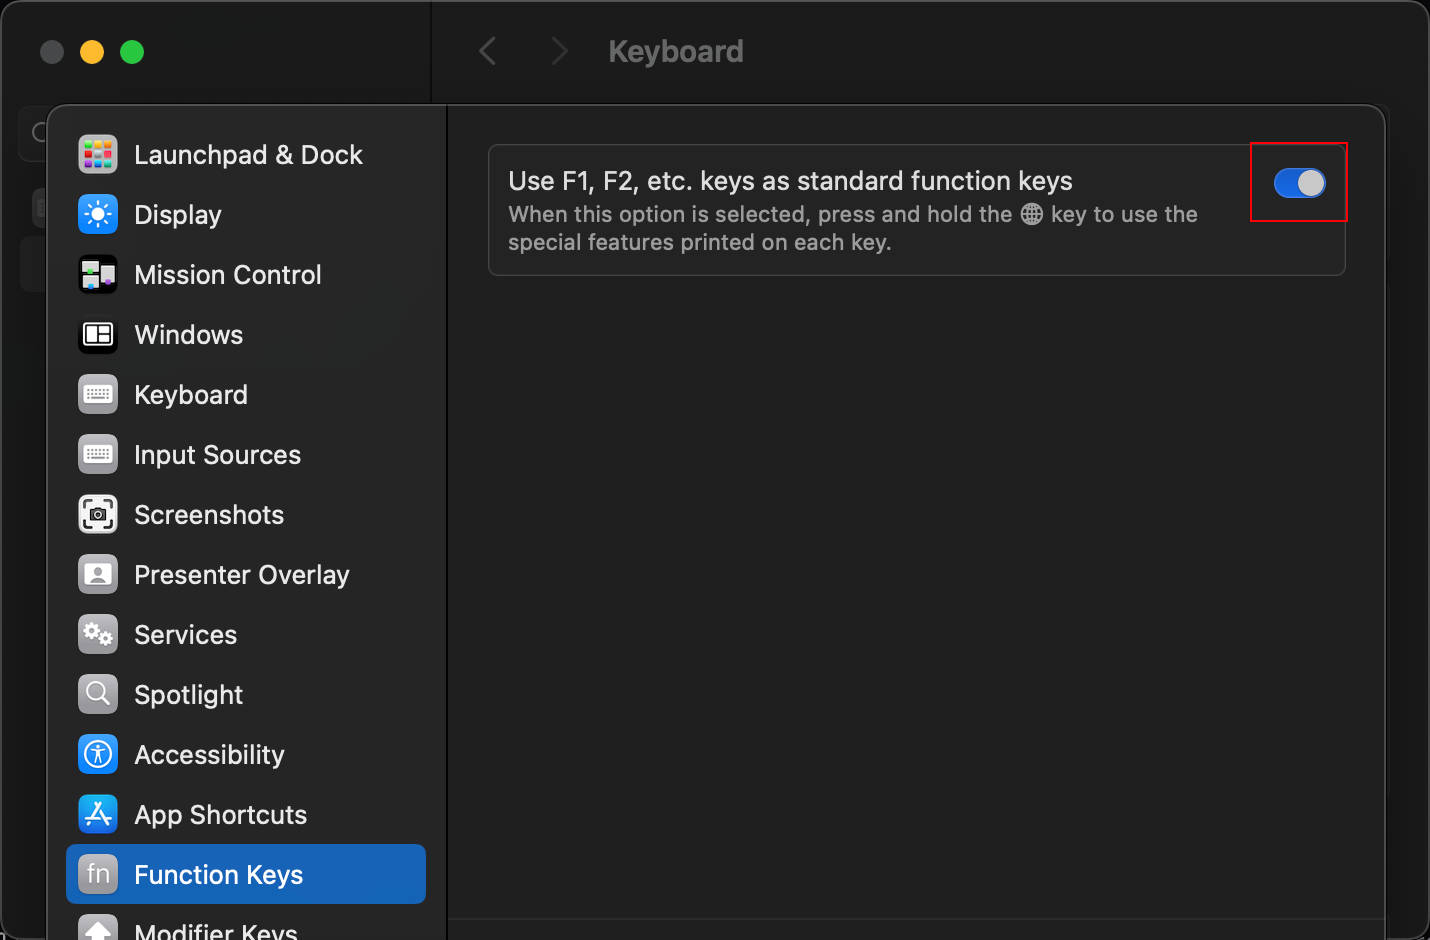 Keyboard
Launchpad & Dock
Display
Mission Control
Windows
Keyboard
Input Sources
Screenshots
Presenter Overlay
Services
Spotlight
Accessibility
App Shortcuts
fn Function Keys
Modifier Keys
Use F1, F2, etc. keys as standard function keys
When this option is selected, press and hold the key to use the
special features printed on each key.